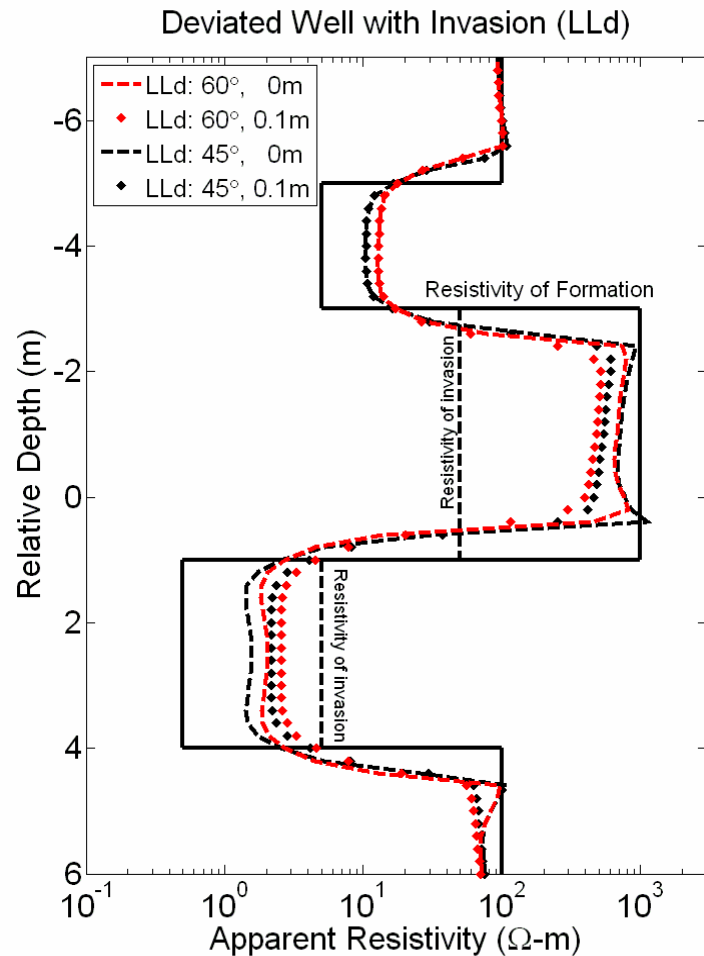 Deviated Well with Invasion (LLd)
LLd: 60°, 0m
LLd: 60°, 0.1m
LLd: 45°, 0m
LLd: 45°, 0.1m
Relative Depth (m)
-6
-4
-2
0
2
4
6
Resistivity of Formation
Resistivity of invasion
Resistivity of invasion
10⁻¹
10⁰
10¹
10²
10³
Apparent Resistivity (Ω-m)